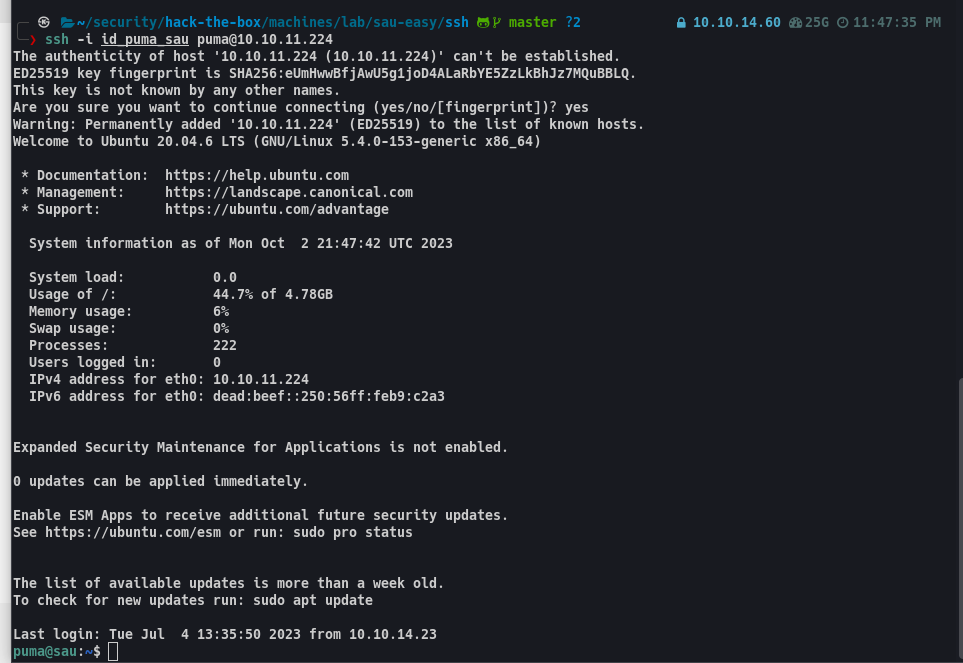 ~/security/hack-the-box/machines/lab/sau-easy/ssh master ?2 10.10.14.60 25G 11:47:35 PM
ssh -i id_puma_sau puma@10.10.11.224
The authenticity of host '10.10.11.224 (10.10.11.224)' can't be established.
ED25519 key fingerprint is SHA256:eUmHwwBfjAwU5g1joD4ALaRbYE5ZzLkBhJz7MQuBBLQ.
This key is not known by any other names.
Are you sure you want to continue connecting (yes/no/[fingerprint])? yes
Warning: Permanently added '10.10.11.224' (ED25519) to the list of known hosts.
Welcome to Ubuntu 20.04.6 LTS (GNU/Linux 5.4.0-153-generic x86_64)
* Documentation: https://help.ubuntu.com
* Management: https://landscape.canonical.com
* Support: https://ubuntu.com/advantage
System information as of Mon Oct 2 21:47:42 UTC 2023
System load: 0.0
Usage of /: 44.7% of 4.78GB
Memory usage: 6%
Swap usage: 0%
Processes: 222
Users logged in: 0
IPv4 address for eth0: 10.10.11.224
IPv6 address for eth0: dead:beef::250:56ff:feb9:c2a3
Expanded Security Maintenance for Applications is not enabled.
0 updates can be applied immediately.
Enable ESM Apps to receive additional future security updates.
See https://ubuntu.com/esm or run: sudo pro status
The list of available updates is more than a week old.
To check for new updates run: sudo apt update
Last login: Tue Jul 4 13:35:50 2023 from 10.10.14.23
puma@sau:~$